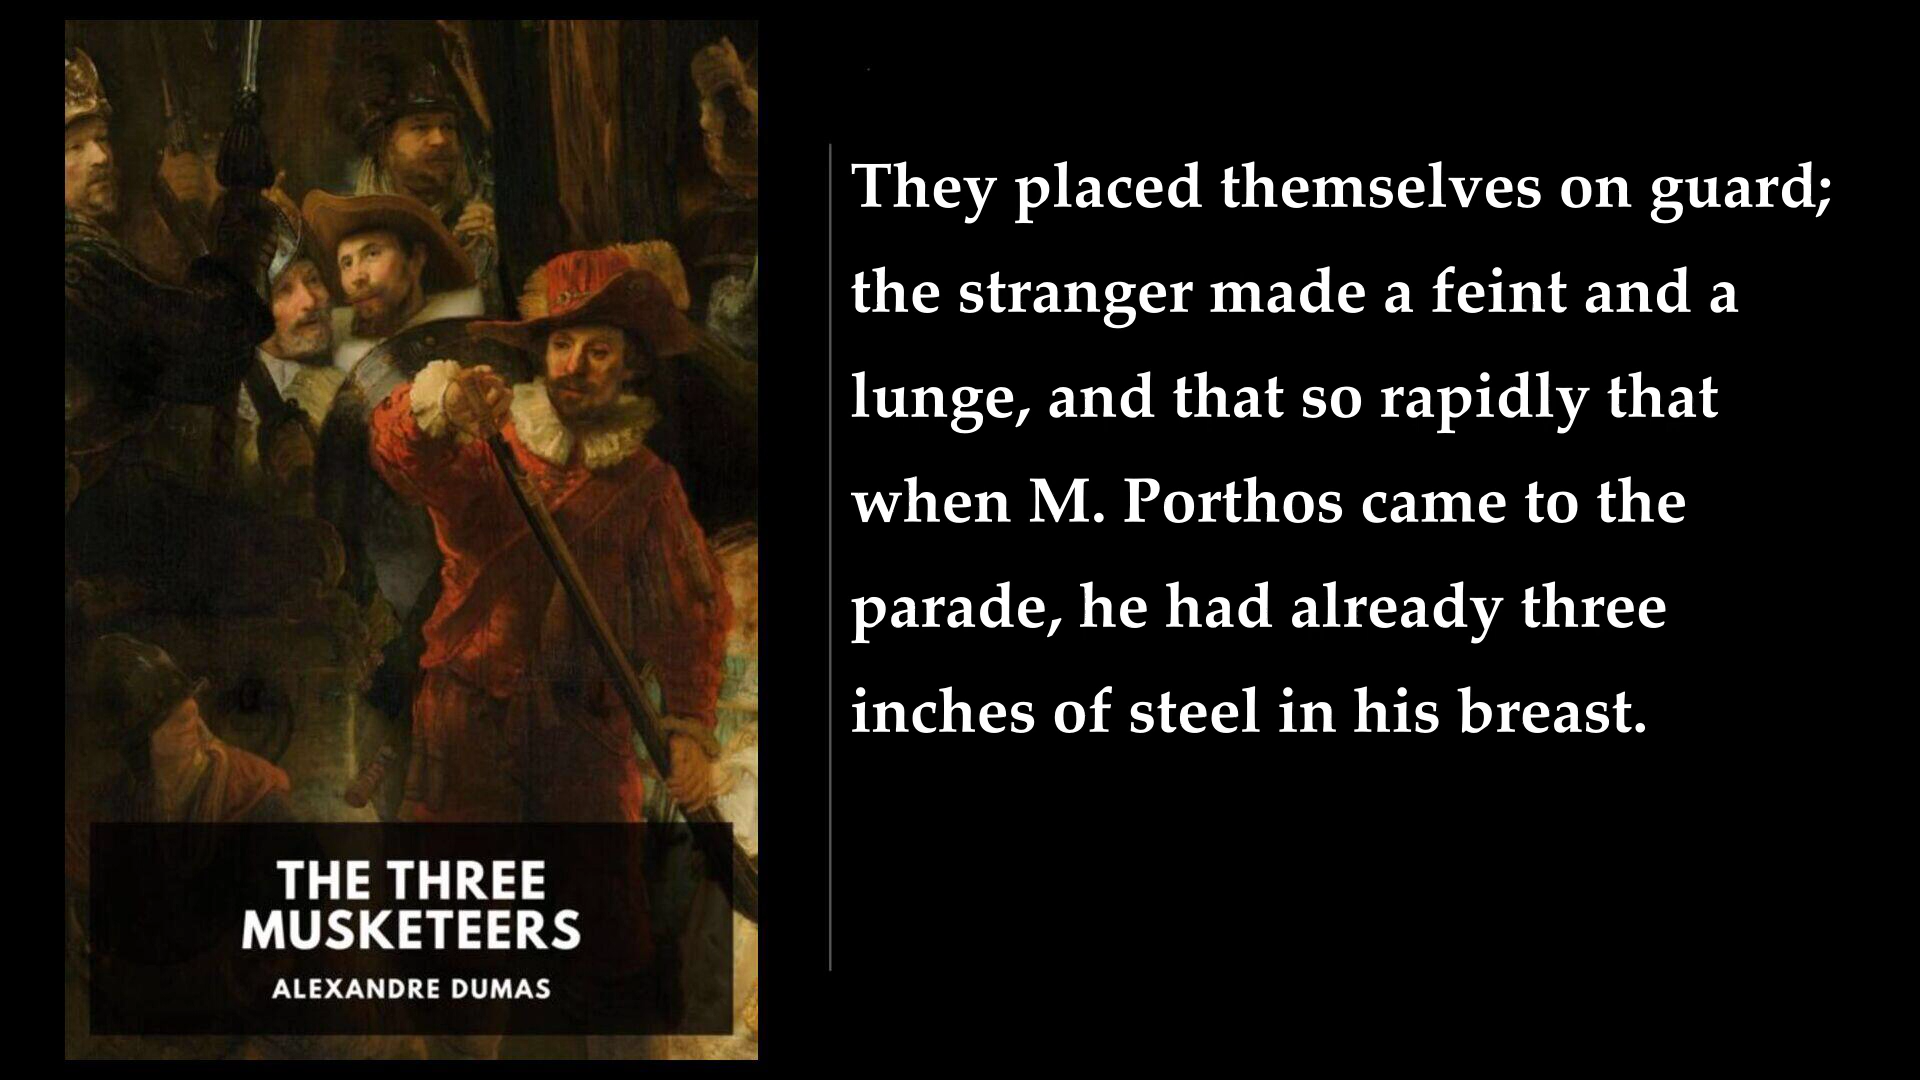 They placed themselves on guard;
the stranger made a feint and a
lunge, and that so rapidly that
when M. Porthos came to the
parade, he had already three
inches of steel in his breast.
THE THREE
MUSKETEERS
ALEXANDRE DUMAS